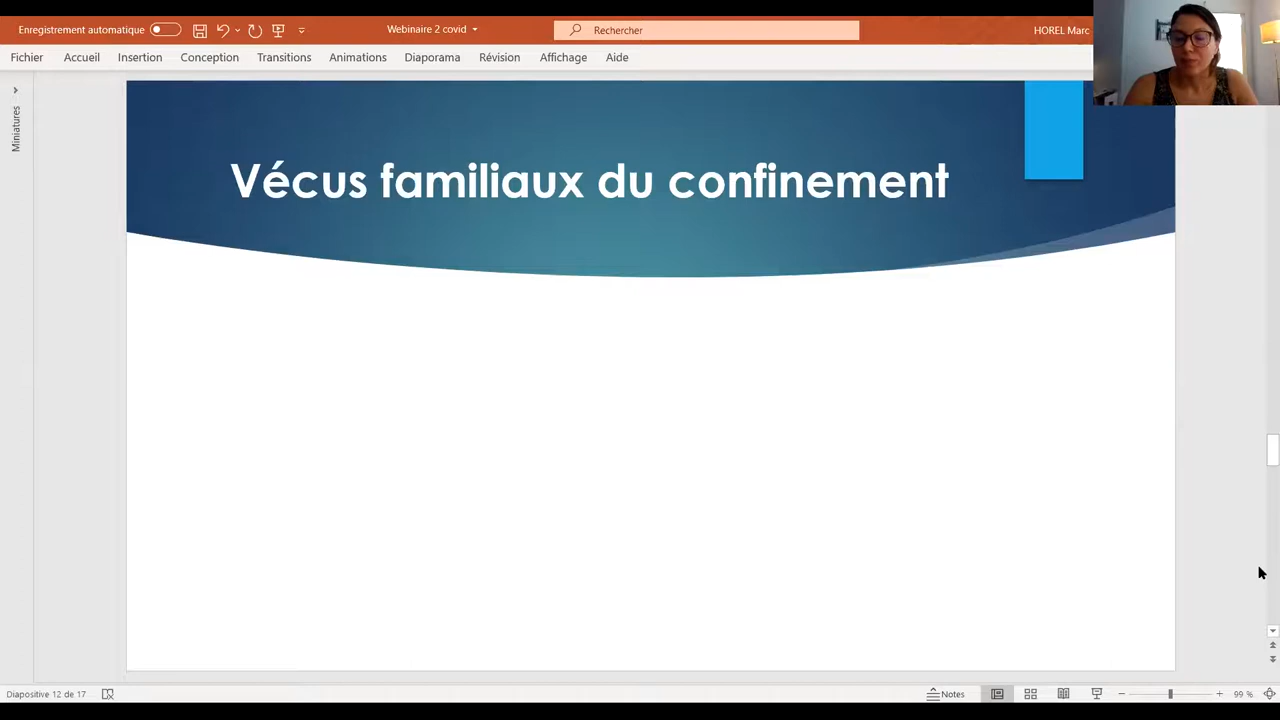 Enregistrement automatique
Webinaire 2 covid
Rechercher
HOREL Marc
Fichier
Accueil
Insertion
Conception
Transitions
Animations
Diaporama
Révision
Affichage
Aide
Miniatures
Vécus familiaux du confinement
Diapositive 12 de 17
Notes
99 %